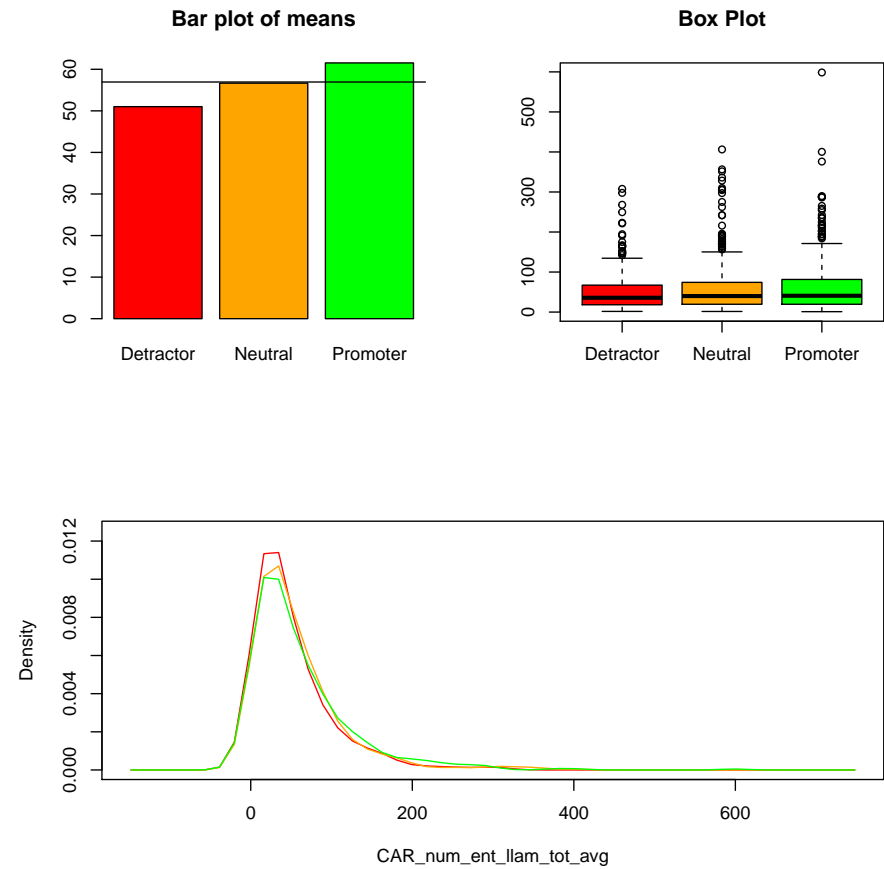 Bar plot of means
60
50
40
30
20
10
0
Detractor Neutral Promoter
Box Plot
500
300
100
0
Detractor Neutral Promoter
0.012
0.008
0.004
0.000
Density
0 200 400 600
CAR_num_ent_llam_tot_avg